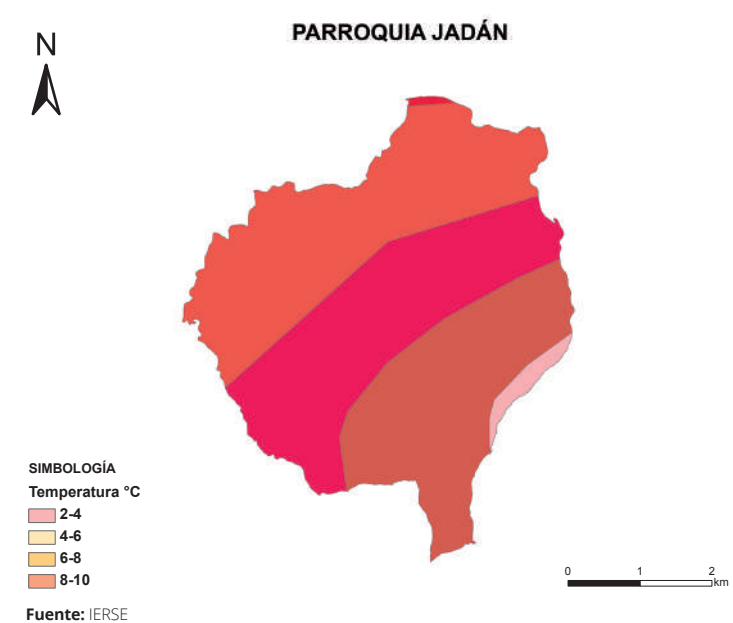 PARROQUIA JADÁN
N
SIMBOLOGÍA
Temperatura °C
2-4
4-6
6-8
8-10
0 1 2
km
Fuente: IERSE